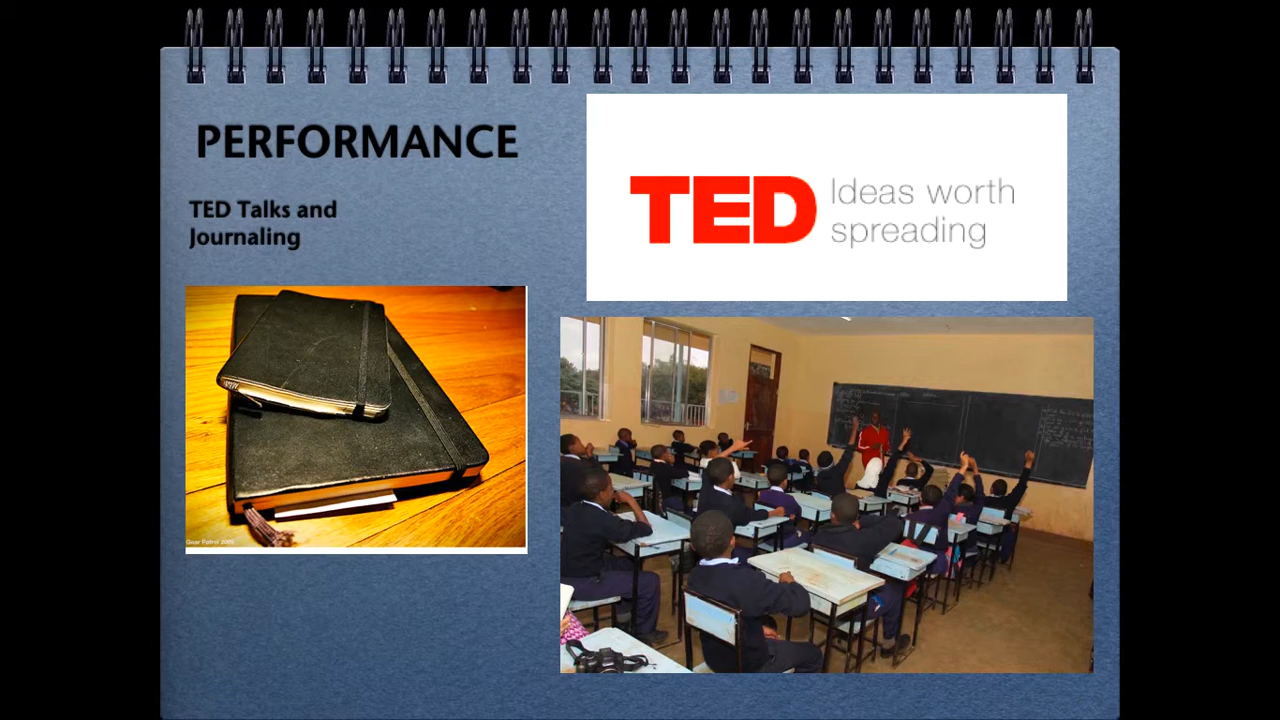 PERFORMANCE
TED Talks and
Journaling
TED Ideas worth
spreading
Gear Patrol 2009